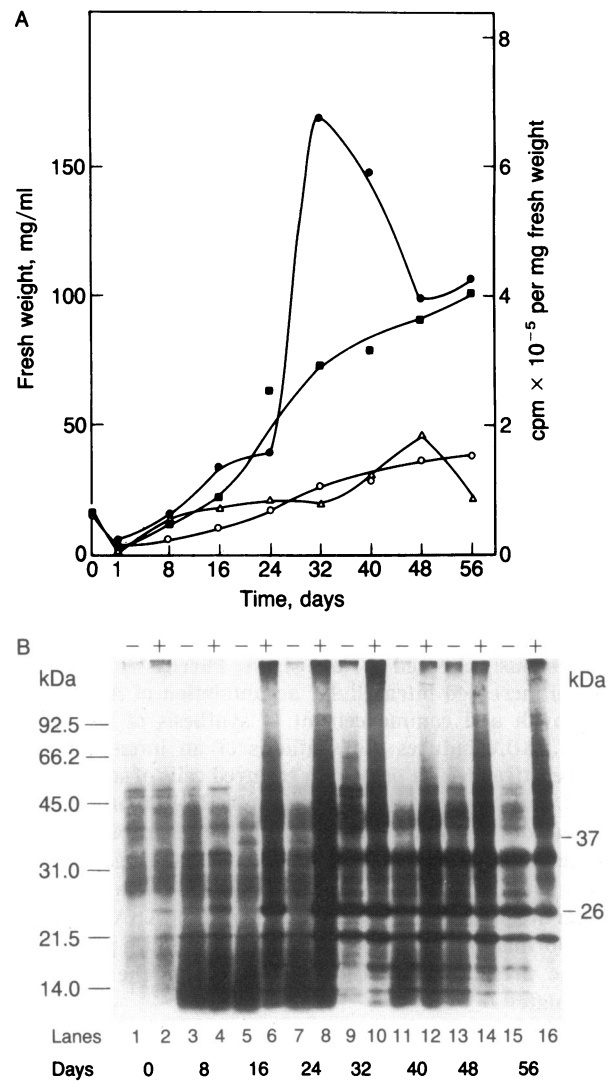 A
Fresh weight, mg/ml
150
100
50
0
8
6
4
2
0
cpm × 10⁻⁵ per mg fresh weight
0 1 8 16 24 32 40 48 56
Time, days
B
− + − + − + − + − + − + − + − +
kDa kDa
92.5
66.2
45.0
37
31.0
26
21.5
14.0
Lanes 1 2 3 4 5 6 7 8 9 10 11 12 13 14 15 16
Days 0 8 16 24 32 40 48 56